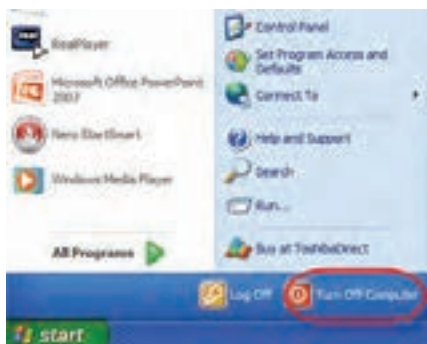 RealPlayer
Microsoft Office PowerPoint
2007
Nero StartSmart
Windows Media Player
All Programs
Control Panel
Set Program Access and
Defaults
Connect To
Help and Support
Search
Run...
Buy at ToshibaDirect
Log Off
Turn Off Computer
start